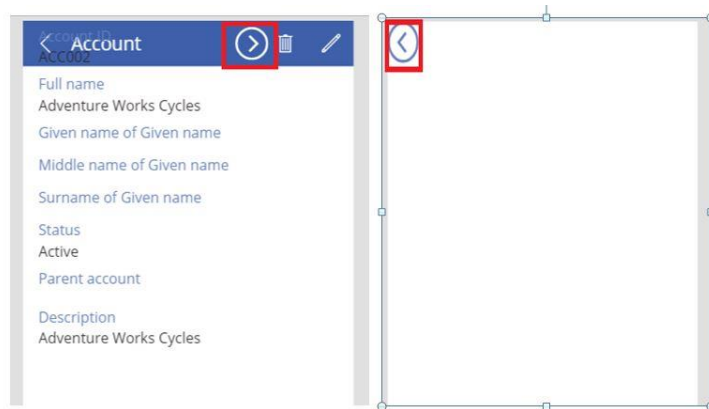 Account ID
Account
ACC002
Full name
Adventure Works Cycles
Given name of Given name
Middle name of Given name
Surname of Given name
Status
Active
Parent account
Description
Adventure Works Cycles